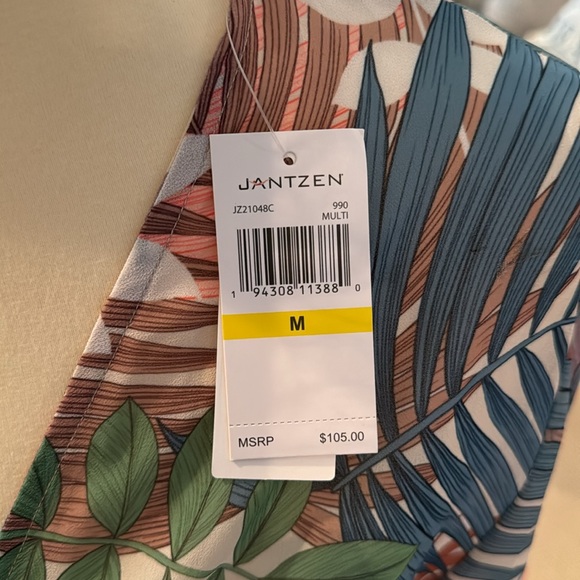 JANTZEN
JZ21048C 990
MULTI
1 94308 11388 0
M
MSRP $105.00